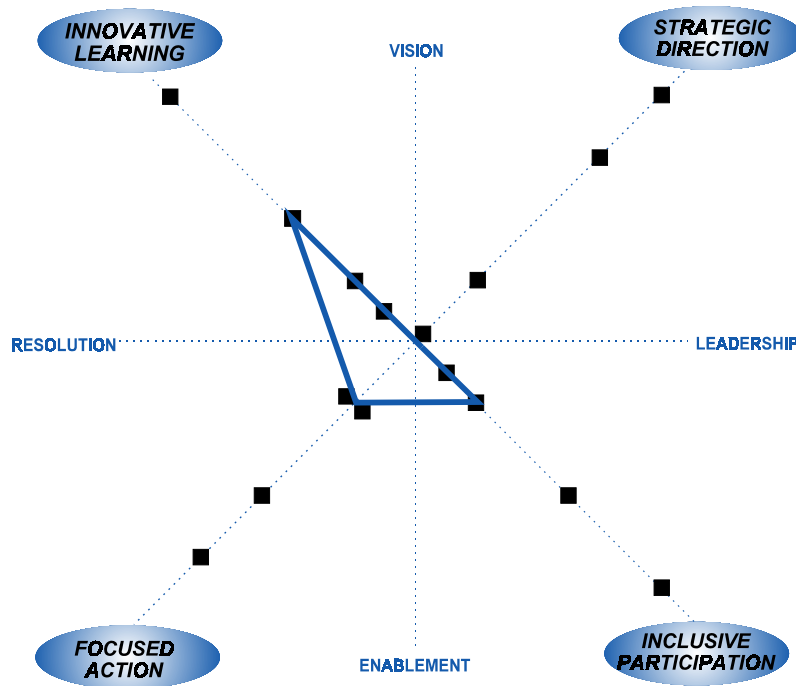 INNOVATIVE
LEARNING
STRATEGIC
DIRECTION
VISION
RESOLUTION
LEADERSHIP
FOCUSED
ACTION
ENABLEMENT
INCLUSIVE
PARTICIPATION